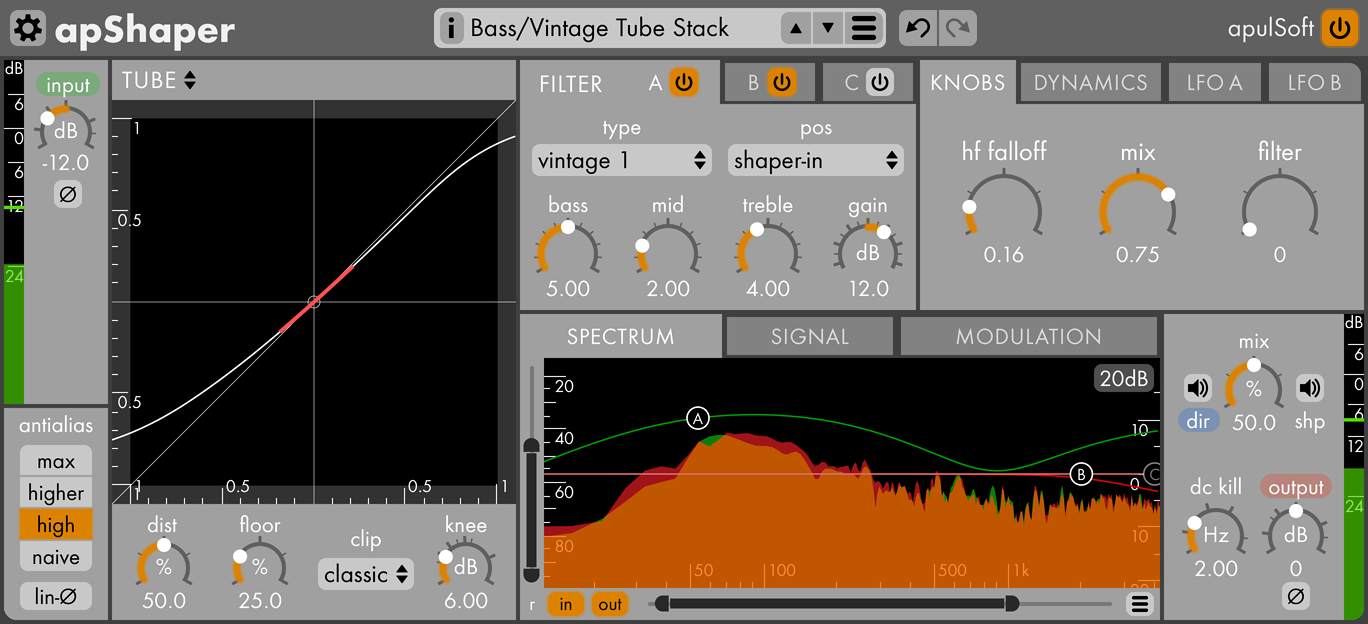 apShaper
i Bass/Vintage Tube Stack
apulSoft
dB
6
0
6
12
24
input
dB
-12.0
Ø
antialias
max
higher
high
naive
lin-Ø
TUBE
1
0.5
0.5
1
0.5
0.5
1
dist
%
50.0
floor
%
25.0
clip
classic
knee
dB
6.00
FILTER A B C
type
vintage 1
pos
shaper-in
bass mid treble gain
dB
5.00 2.00 4.00 12.0
KNOBS DYNAMICS LFO A LFO B
hf falloff mix filter
0.16 0.75 0
SPECTRUM SIGNAL MODULATION
20dB
20
40
60
80
A
B
C
10
0
10
50 100 500 1k
r in out
mix
%
dir 50.0 shp
dc kill
Hz
2.00
output
dB
0
Ø
dB
6
0
6
12
24